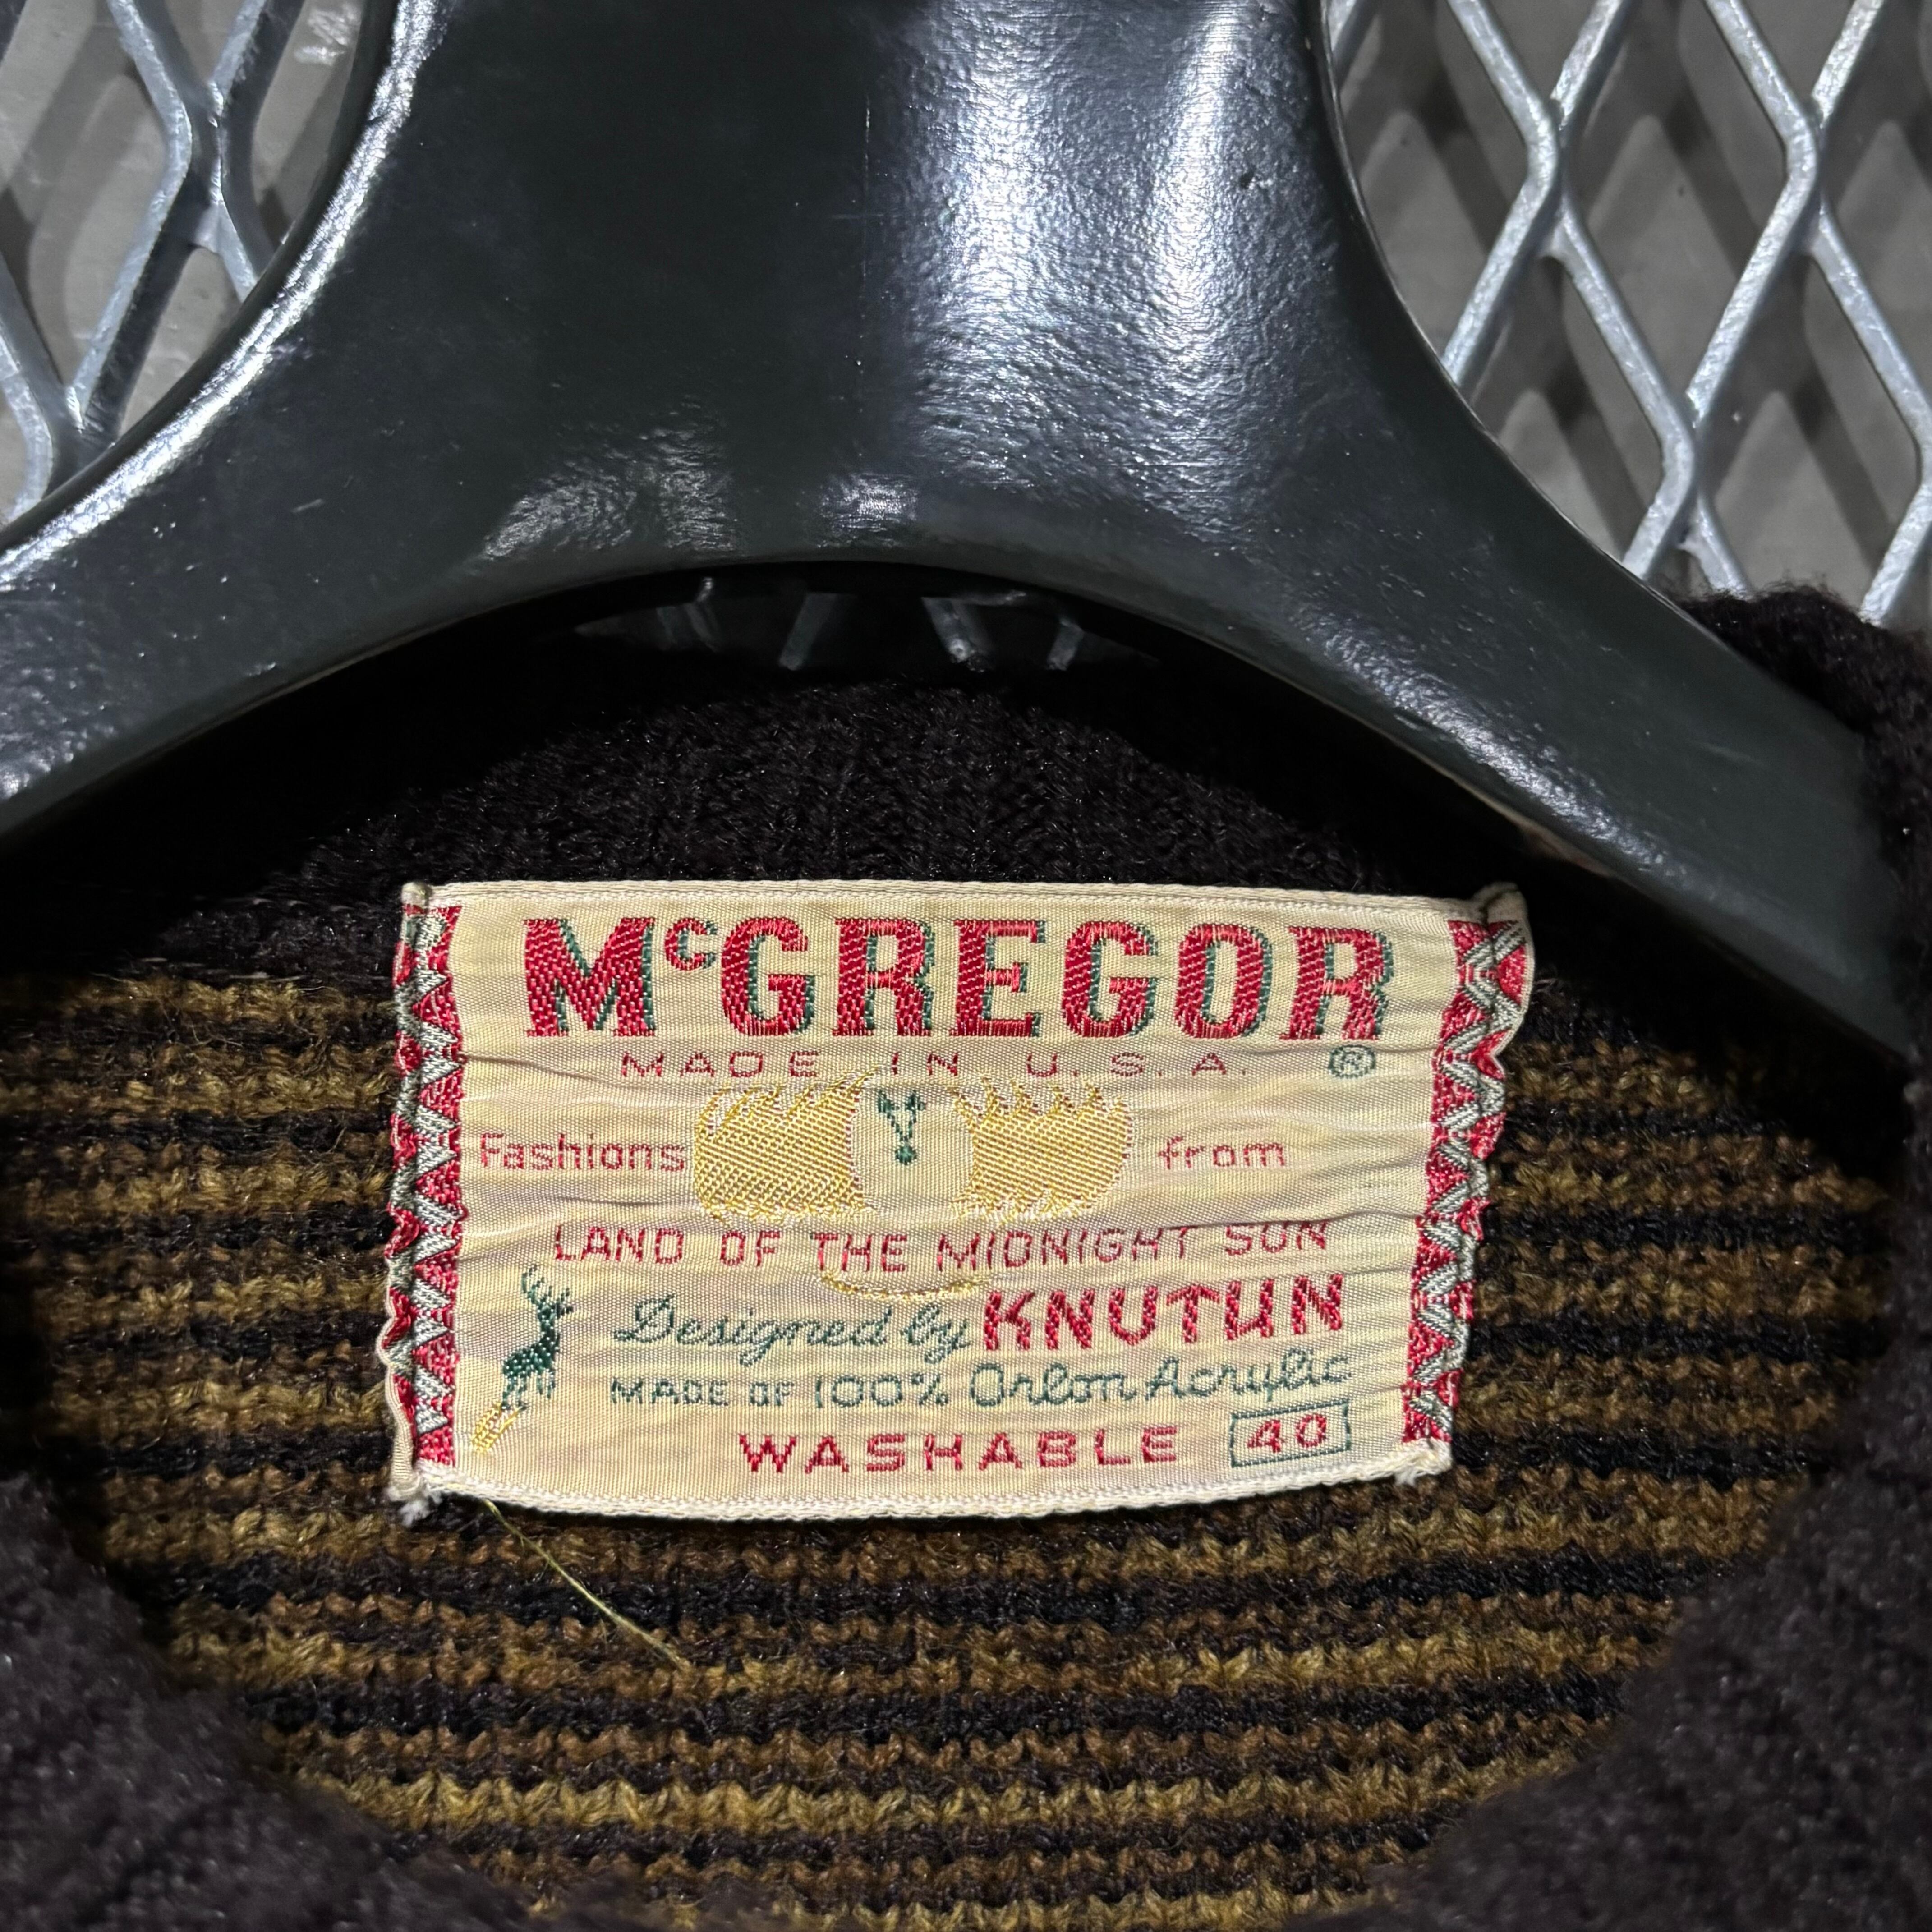 McGREGOR
MADE IN U.S.A. ®
Fashions from
LAND OF THE MIDNIGHT SUN
Designed by KNUTUN
MADE OF 100% Orlon Acrylic
WASHABLE 40